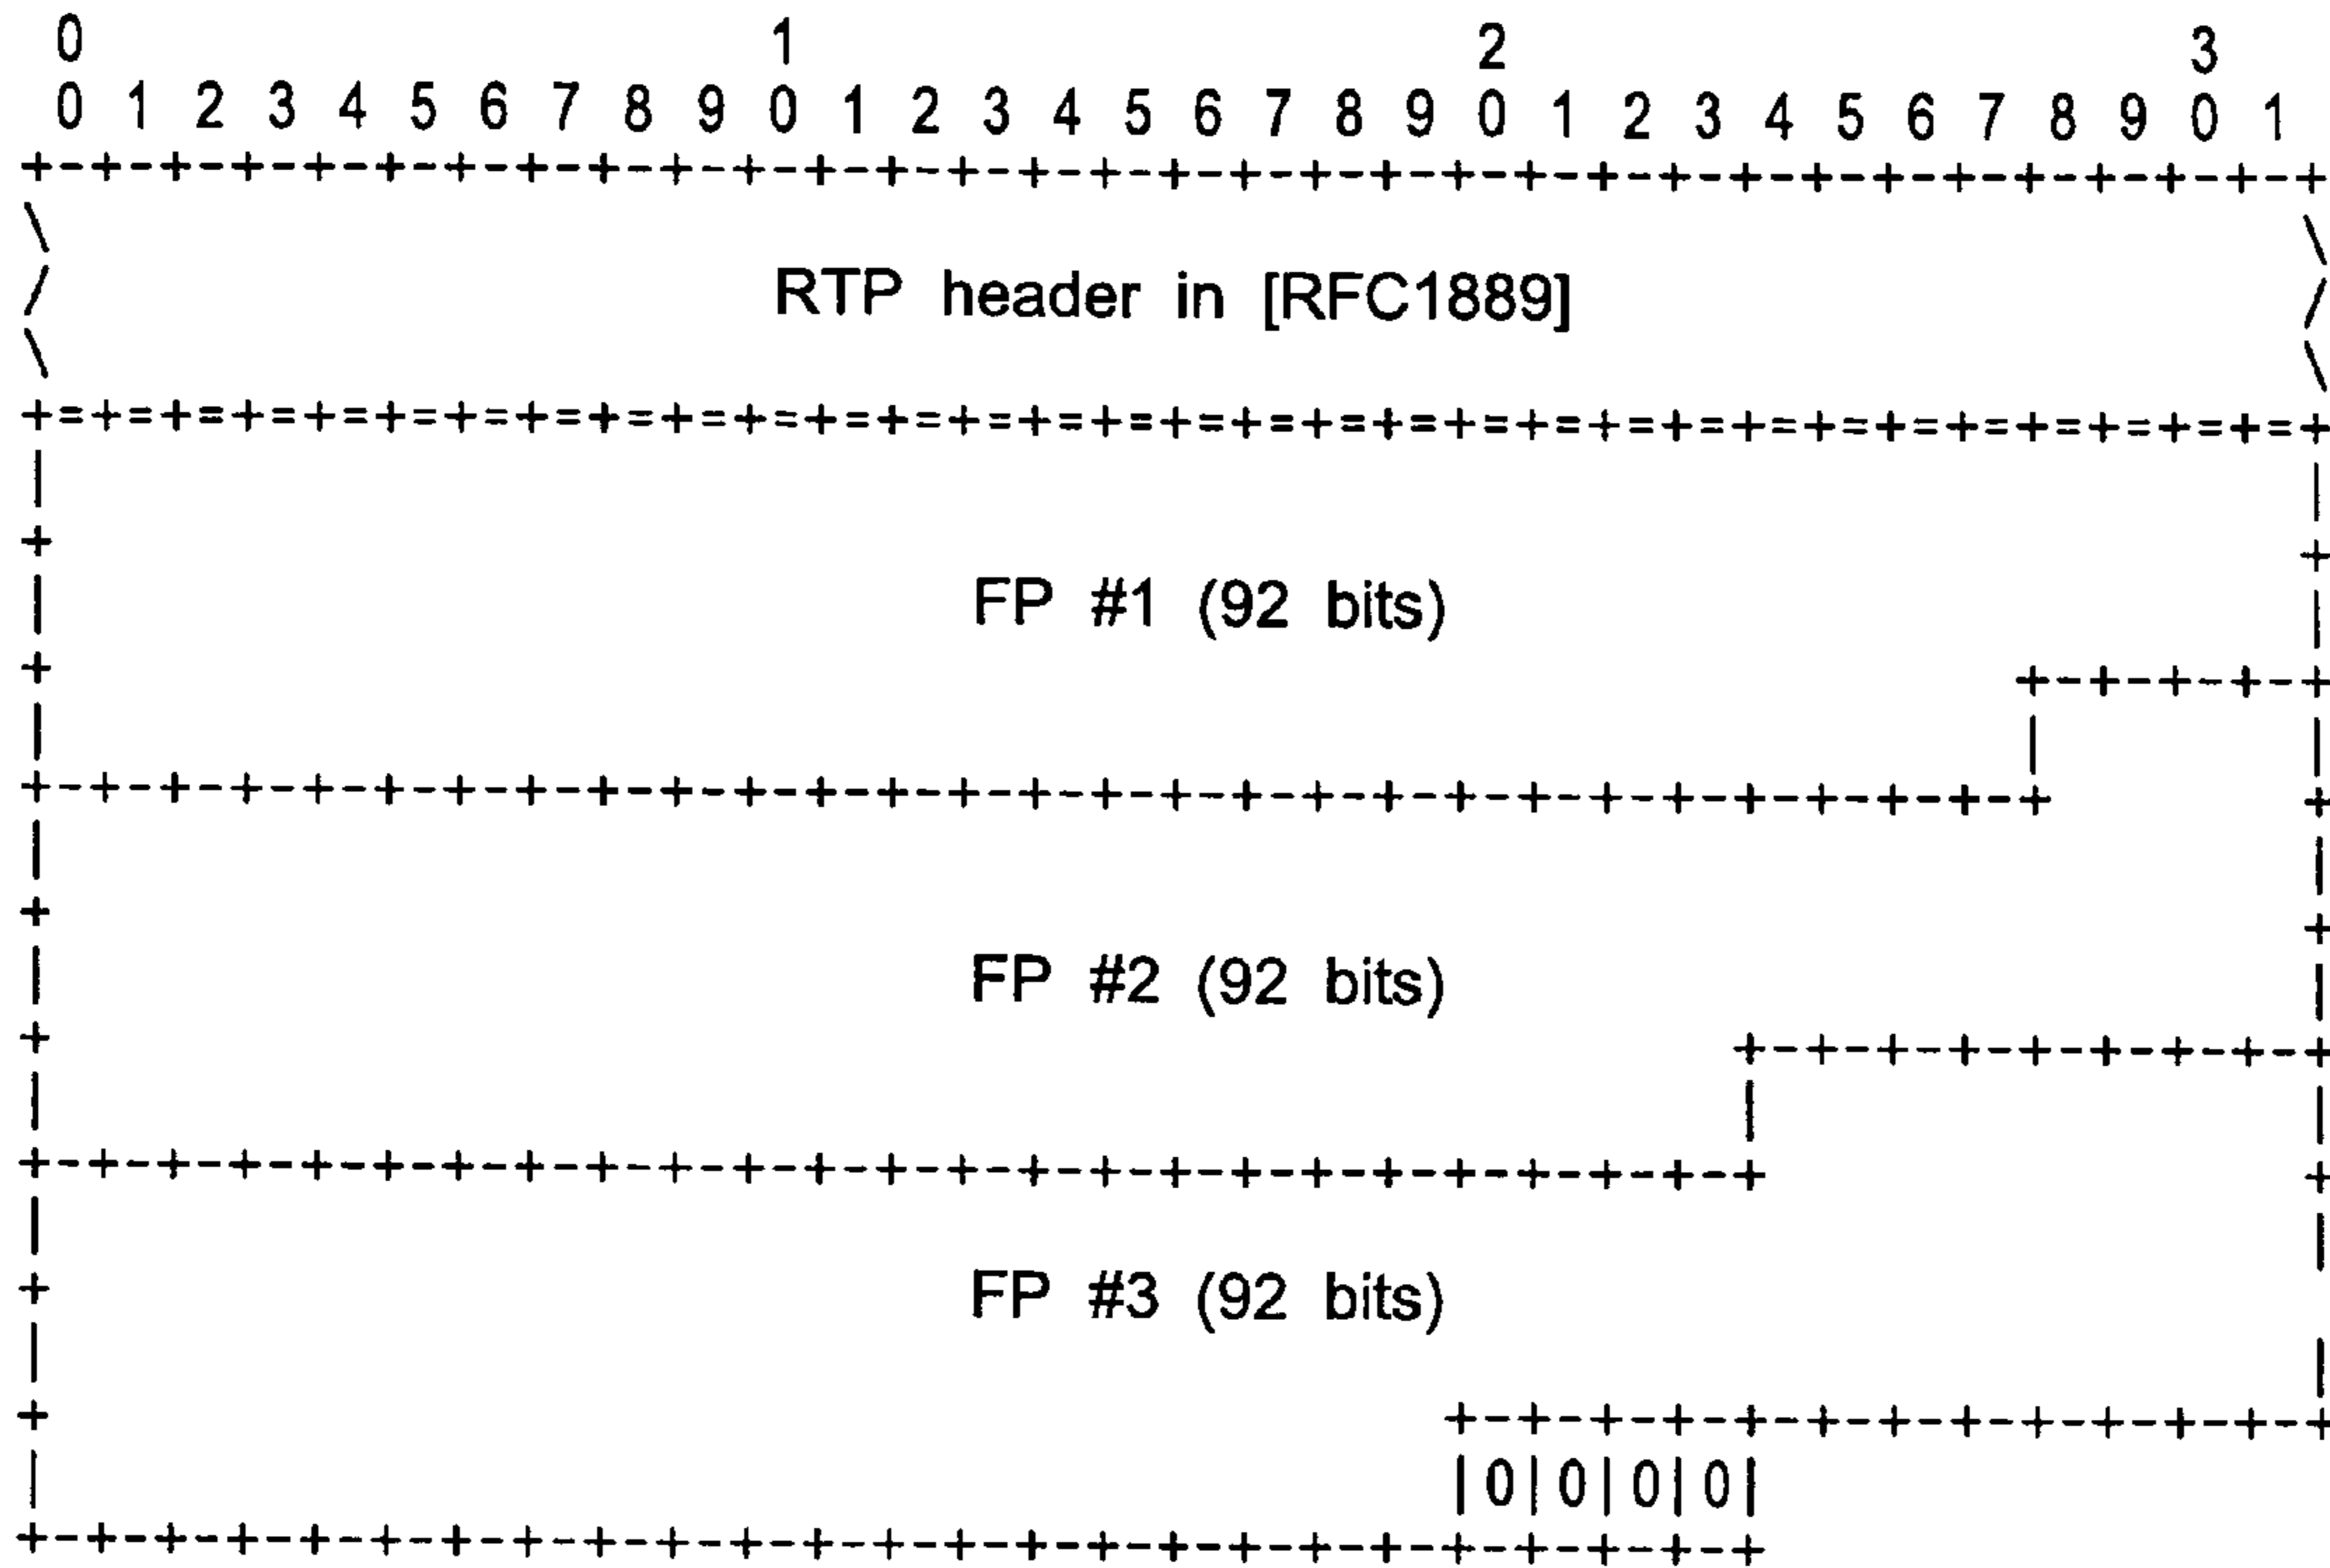 0 1 2 3
0 1 2 3 4 5 6 7 8 9 0 1 2 3 4 5 6 7 8 9 0 1 2 3 4 5 6 7 8 9 0 1
+-+-+-+-+-+-+-+-+-+-+-+-+-+-+-+-+-+-+-+-+-+-+-+-+-+-+-+-+-+-+-+-+
\ \
/ RTP header in [RFC1889] /
\ \
+=+=+=+=+=+=+=+=+=+=+=+=+=+=+=+=+=+=+=+=+=+=+=+=+=+=+=+=+=+=+=+=+
| |
+ +
| FP #1 (92 bits) |
+ +-+-+-+-+
| | |
+-+-+-+-+-+-+-+-+-+-+-+-+-+-+-+-+-+-+-+-+-+-+-+-+-+-+-+-+ +
| |
+ +
| FP #2 (92 bits) |
+ +-+-+-+-+-+-+-+-+
| | |
+-+-+-+-+-+-+-+-+-+-+-+-+-+-+-+-+-+-+-+-+-+-+-+-+ +
| |
+ FP #3 (92 bits)
| |
+ +-+-+-+-+-+-+-+-+-+-+-+-+
| |0|0|0|0|
+-+-+-+-+-+-+-+-+-+-+-+-+-+-+-+-+-+-+-+-+-+-+-+-+